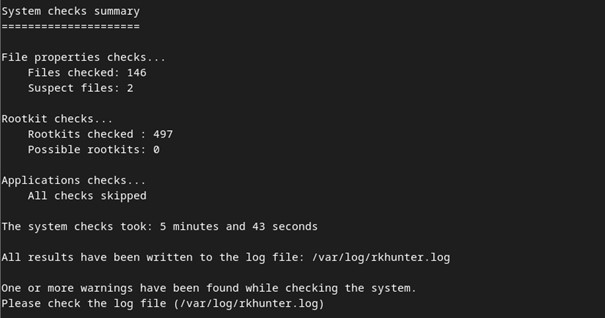 System checks summary
=====================
File properties checks...
Files checked: 146
Suspect files: 2
Rootkit checks...
Rootkits checked : 497
Possible rootkits: 0
Applications checks...
All checks skipped
The system checks took: 5 minutes and 43 seconds
All results have been written to the log file: /var/log/rkhunter.log
One or more warnings have been found while checking the system.
Please check the log file (/var/log/rkhunter.log)